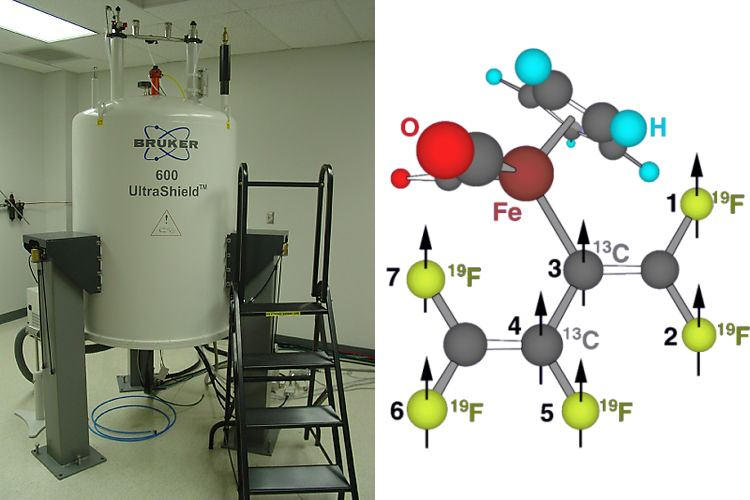 BRUKER
600
UltraShield™
O
H
Fe
1 ¹⁹F
¹³C
3
7 ¹⁹F
2 ¹⁹F
4 ¹³C
6 ¹⁹F
5 ¹⁹F